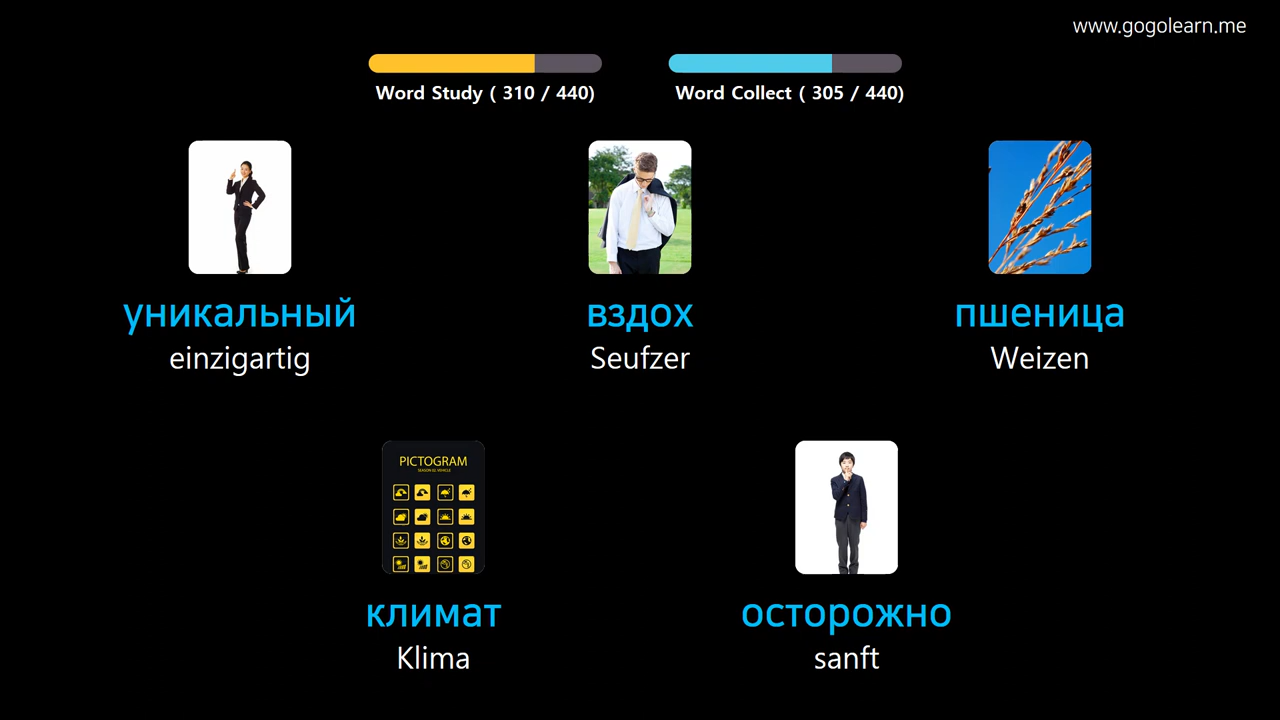 www.gogolearn.me
Word Study ( 310 / 440)
Word Collect ( 305 / 440)
уникальный
einzigartig
вздох
Seufzer
пшеница
Weizen
PICTOGRAM
климат
Klima
осторожно
sanft